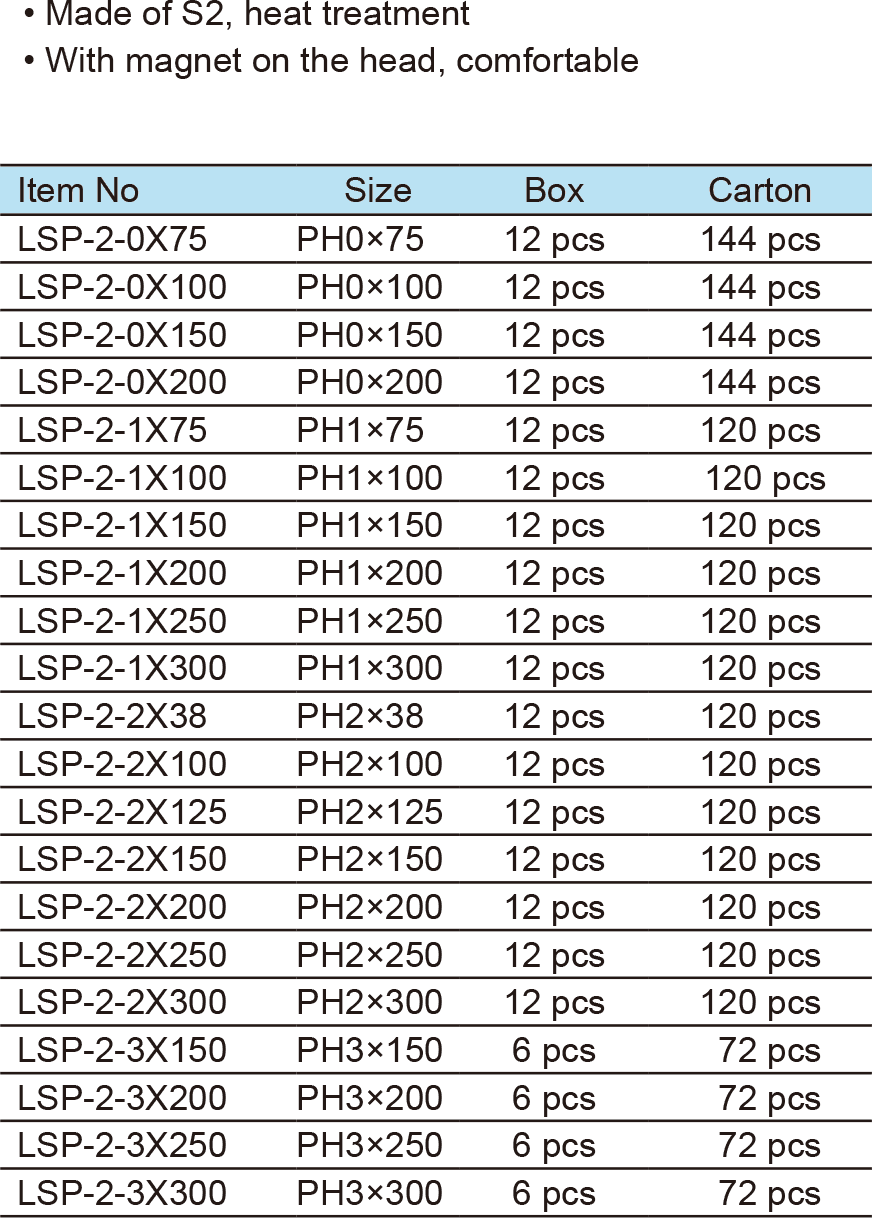 • Made of S2, heat treatment
• With magnet on the head, comfortable
Item No Size Box Carton
LSP-2-0X75 PH0×75 12 pcs 144 pcs
LSP-2-0X100 PH0×100 12 pcs 144 pcs
LSP-2-0X150 PH0×150 12 pcs 144 pcs
LSP-2-0X200 PH0×200 12 pcs 144 pcs
LSP-2-1X75 PH1×75 12 pcs 120 pcs
LSP-2-1X100 PH1×100 12 pcs 120 pcs
LSP-2-1X150 PH1×150 12 pcs 120 pcs
LSP-2-1X200 PH1×200 12 pcs 120 pcs
LSP-2-1X250 PH1×250 12 pcs 120 pcs
LSP-2-1X300 PH1×300 12 pcs 120 pcs
LSP-2-2X38 PH2×38 12 pcs 120 pcs
LSP-2-2X100 PH2×100 12 pcs 120 pcs
LSP-2-2X125 PH2×125 12 pcs 120 pcs
LSP-2-2X150 PH2×150 12 pcs 120 pcs
LSP-2-2X200 PH2×200 12 pcs 120 pcs
LSP-2-2X250 PH2×250 12 pcs 120 pcs
LSP-2-2X300 PH2×300 12 pcs 120 pcs
LSP-2-3X150 PH3×150 6 pcs 72 pcs
LSP-2-3X200 PH3×200 6 pcs 72 pcs
LSP-2-3X250 PH3×250 6 pcs 72 pcs
LSP-2-3X300 PH3×300 6 pcs 72 pcs